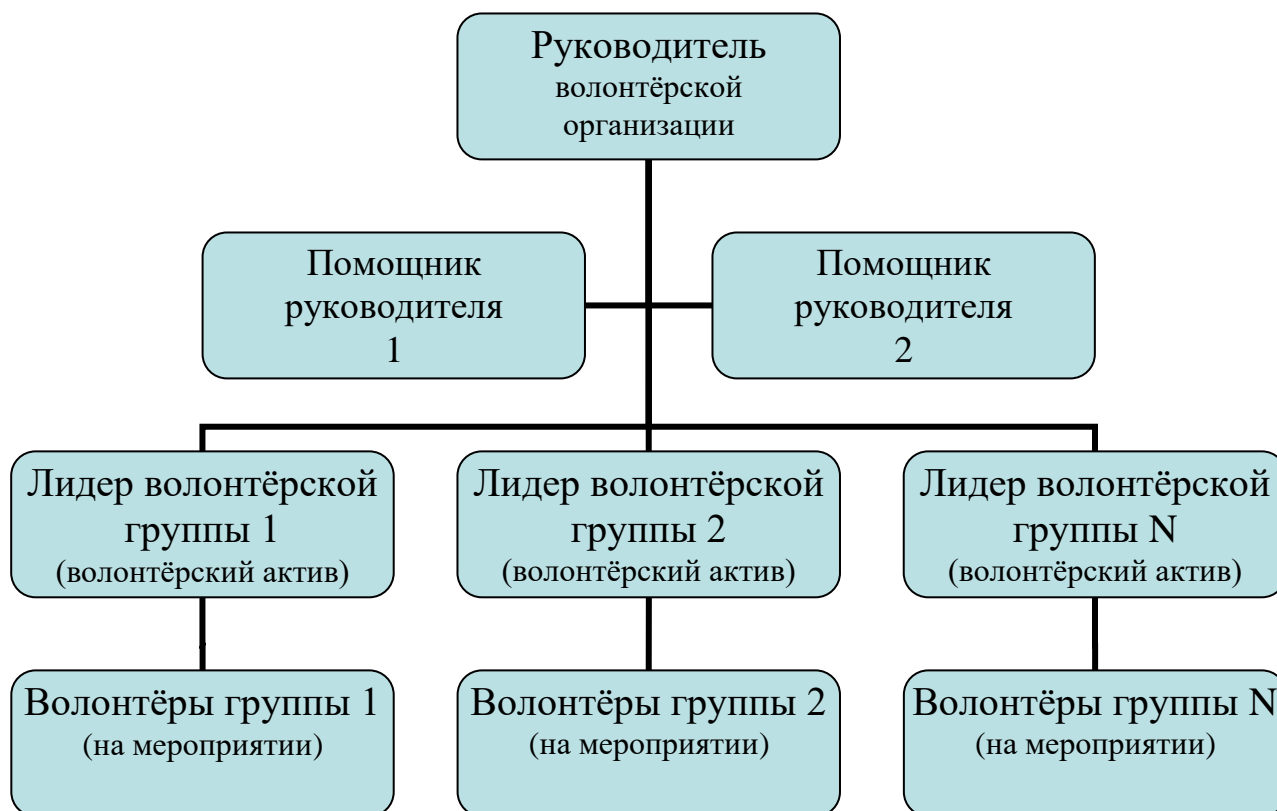 Руководитель
волонтёрской
организации
Помощник
руководителя
1
Помощник
руководителя
2
Лидер волонтёрской
группы 1
(волонтёрский актив)
Лидер волонтёрской
группы 2
(волонтёрский актив)
Лидер волонтёрской
группы N
(волонтёрский актив)
Волонтёры группы 1
(на мероприятии)
Волонтёры группы 2
(на мероприятии)
Волонтёры группы N
(на мероприятии)